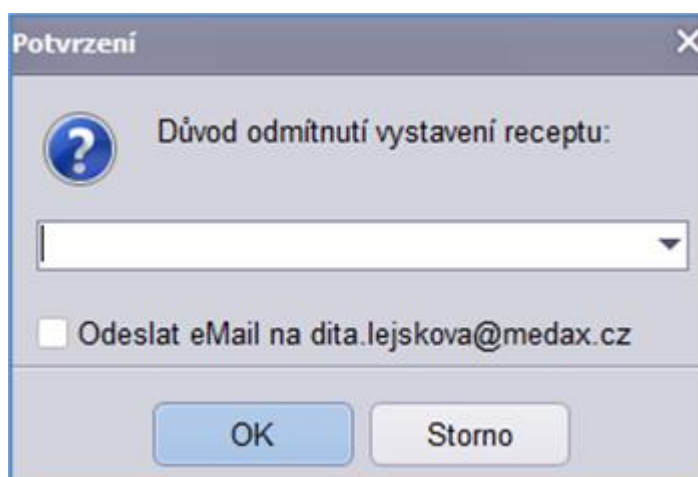 Potvrzení
Důvod odmítnutí vystavení receptu:
Odeslat eMail na dita.lejskova@medax.cz
OK
Storno